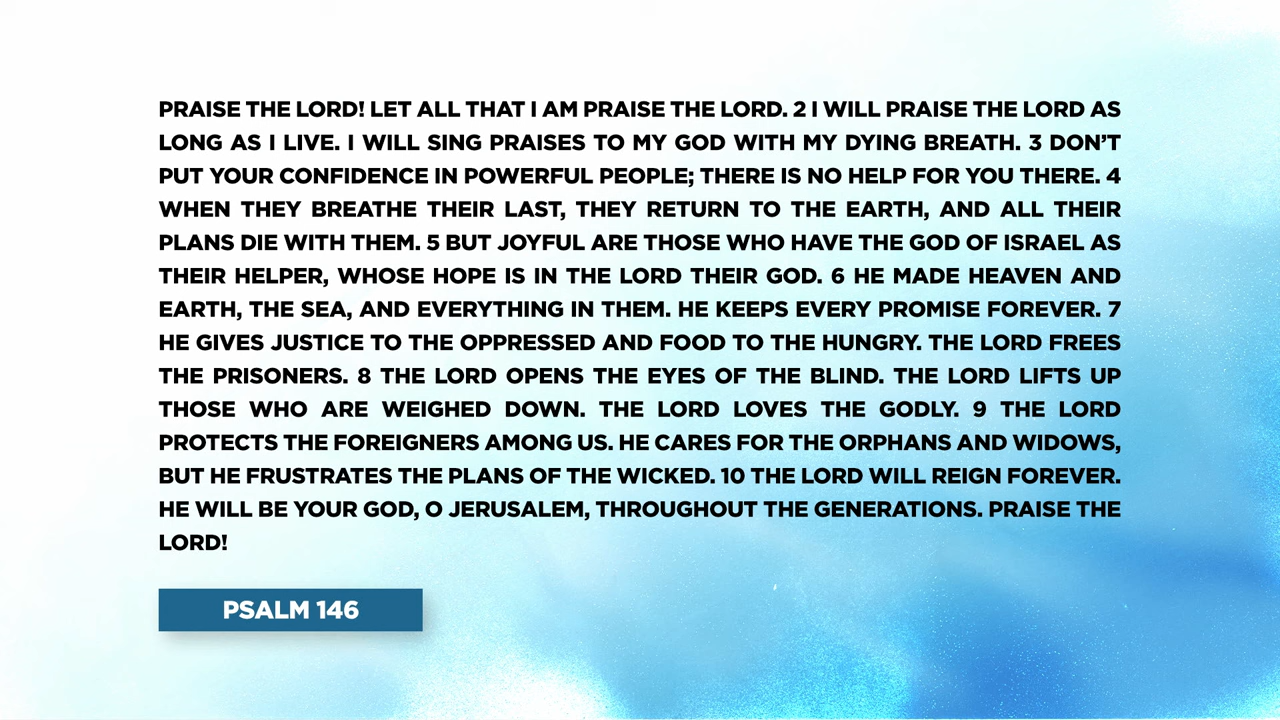 PRAISE THE LORD! LET ALL THAT I AM PRAISE THE LORD. 2 I WILL PRAISE THE LORD AS
LONG AS I LIVE. I WILL SING PRAISES TO MY GOD WITH MY DYING BREATH. 3 DON’T
PUT YOUR CONFIDENCE IN POWERFUL PEOPLE; THERE IS NO HELP FOR YOU THERE. 4
WHEN THEY BREATHE THEIR LAST, THEY RETURN TO THE EARTH, AND ALL THEIR
PLANS DIE WITH THEM. 5 BUT JOYFUL ARE THOSE WHO HAVE THE GOD OF ISRAEL AS
THEIR HELPER, WHOSE HOPE IS IN THE LORD THEIR GOD. 6 HE MADE HEAVEN AND
EARTH, THE SEA, AND EVERYTHING IN THEM. HE KEEPS EVERY PROMISE FOREVER. 7
HE GIVES JUSTICE TO THE OPPRESSED AND FOOD TO THE HUNGRY. THE LORD FREES
THE PRISONERS. 8 THE LORD OPENS THE EYES OF THE BLIND. THE LORD LIFTS UP
THOSE WHO ARE WEIGHED DOWN. THE LORD LOVES THE GODLY. 9 THE LORD
PROTECTS THE FOREIGNERS AMONG US. HE CARES FOR THE ORPHANS AND WIDOWS,
BUT HE FRUSTRATES THE PLANS OF THE WICKED. 10 THE LORD WILL REIGN FOREVER.
HE WILL BE YOUR GOD, O JERUSALEM, THROUGHOUT THE GENERATIONS. PRAISE THE
LORD!
PSALM 146